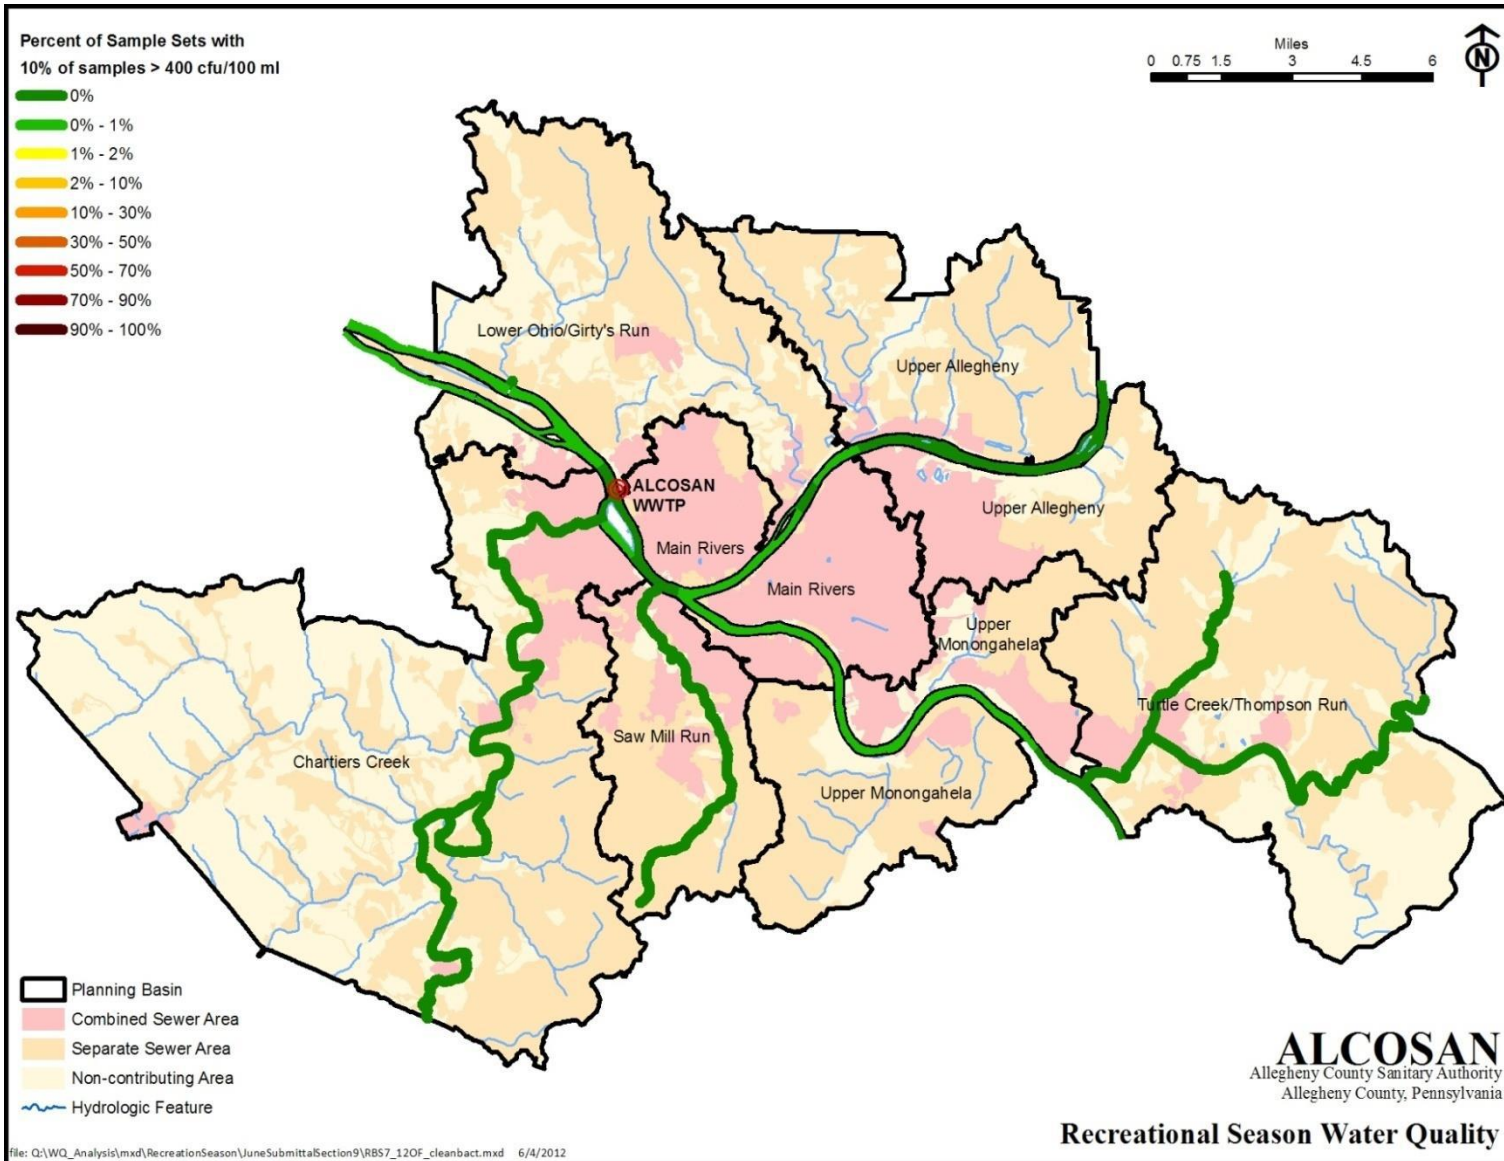 Percent of Sample Sets with
10% of samples > 400 cfu/100 ml
0%
0% - 1%
1% - 2%
2% - 10%
10% - 30%
30% - 50%
50% - 70%
70% - 90%
90% - 100%
Miles
0 0.75 1.5 3 4.5 6
N
Lower Ohio/Girty's Run
Upper Allegheny
ALCOSAN
WWTP
Upper Allegheny
Main Rivers
Main Rivers
Upper
Monongahela
Turtle Creek/Thompson Run
Saw Mill Run
Chartiers Creek
Upper Monongahela
Planning Basin
Combined Sewer Area
Separate Sewer Area
Non-contributing Area
Hydrologic Feature
ALCOSAN
Allegheny County Sanitary Authority
Allegheny County, Pennsylvania
Recreational Season Water Quality
file: Q:\WQ_Analysis\mxd\RecreationSeason\JuneSubmittalSection9\RBS7_12OF_cleanbact.mxd 6/4/2012